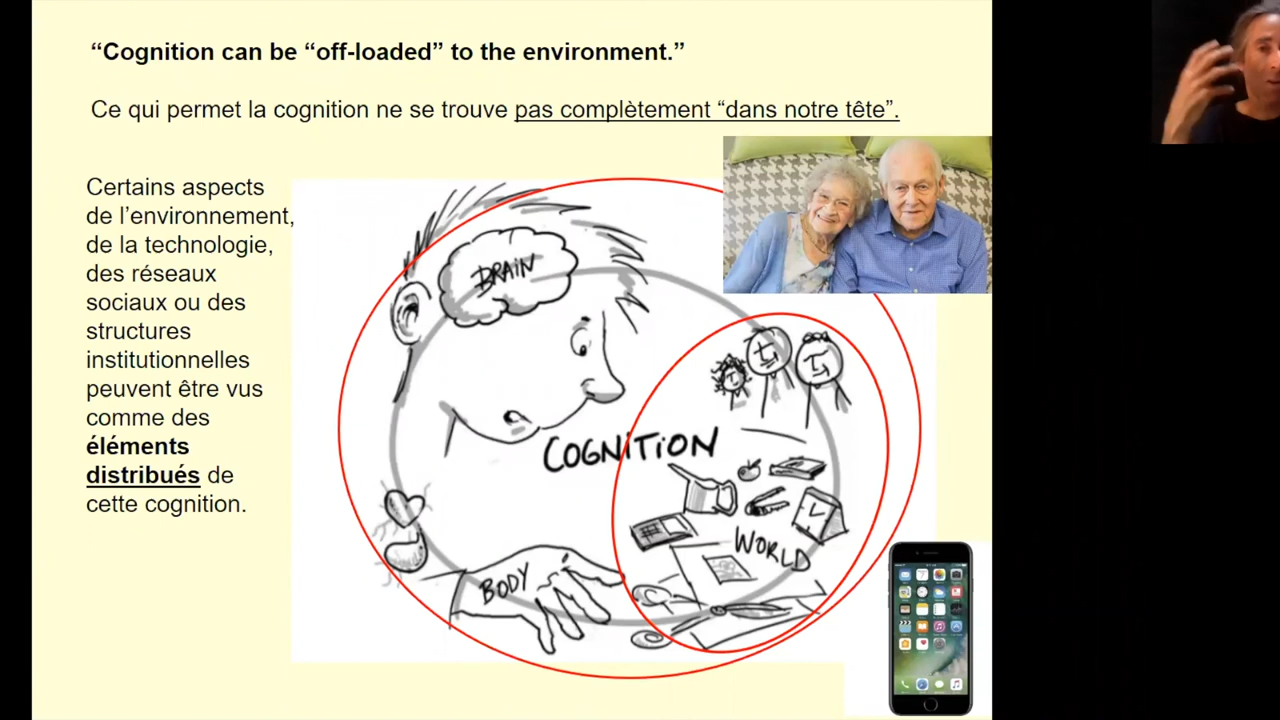 “Cognition can be “off-loaded” to the environment.”
Ce qui permet la cognition ne se trouve pas complètement “dans notre tête”.
Certains aspects
de l’environnement,
de la technologie,
des réseaux
sociaux ou des
structures
institutionnelles
peuvent être vus
comme des
éléments
distribués de
cette cognition.
BRAIN
COGNITION
WORLD
BODY